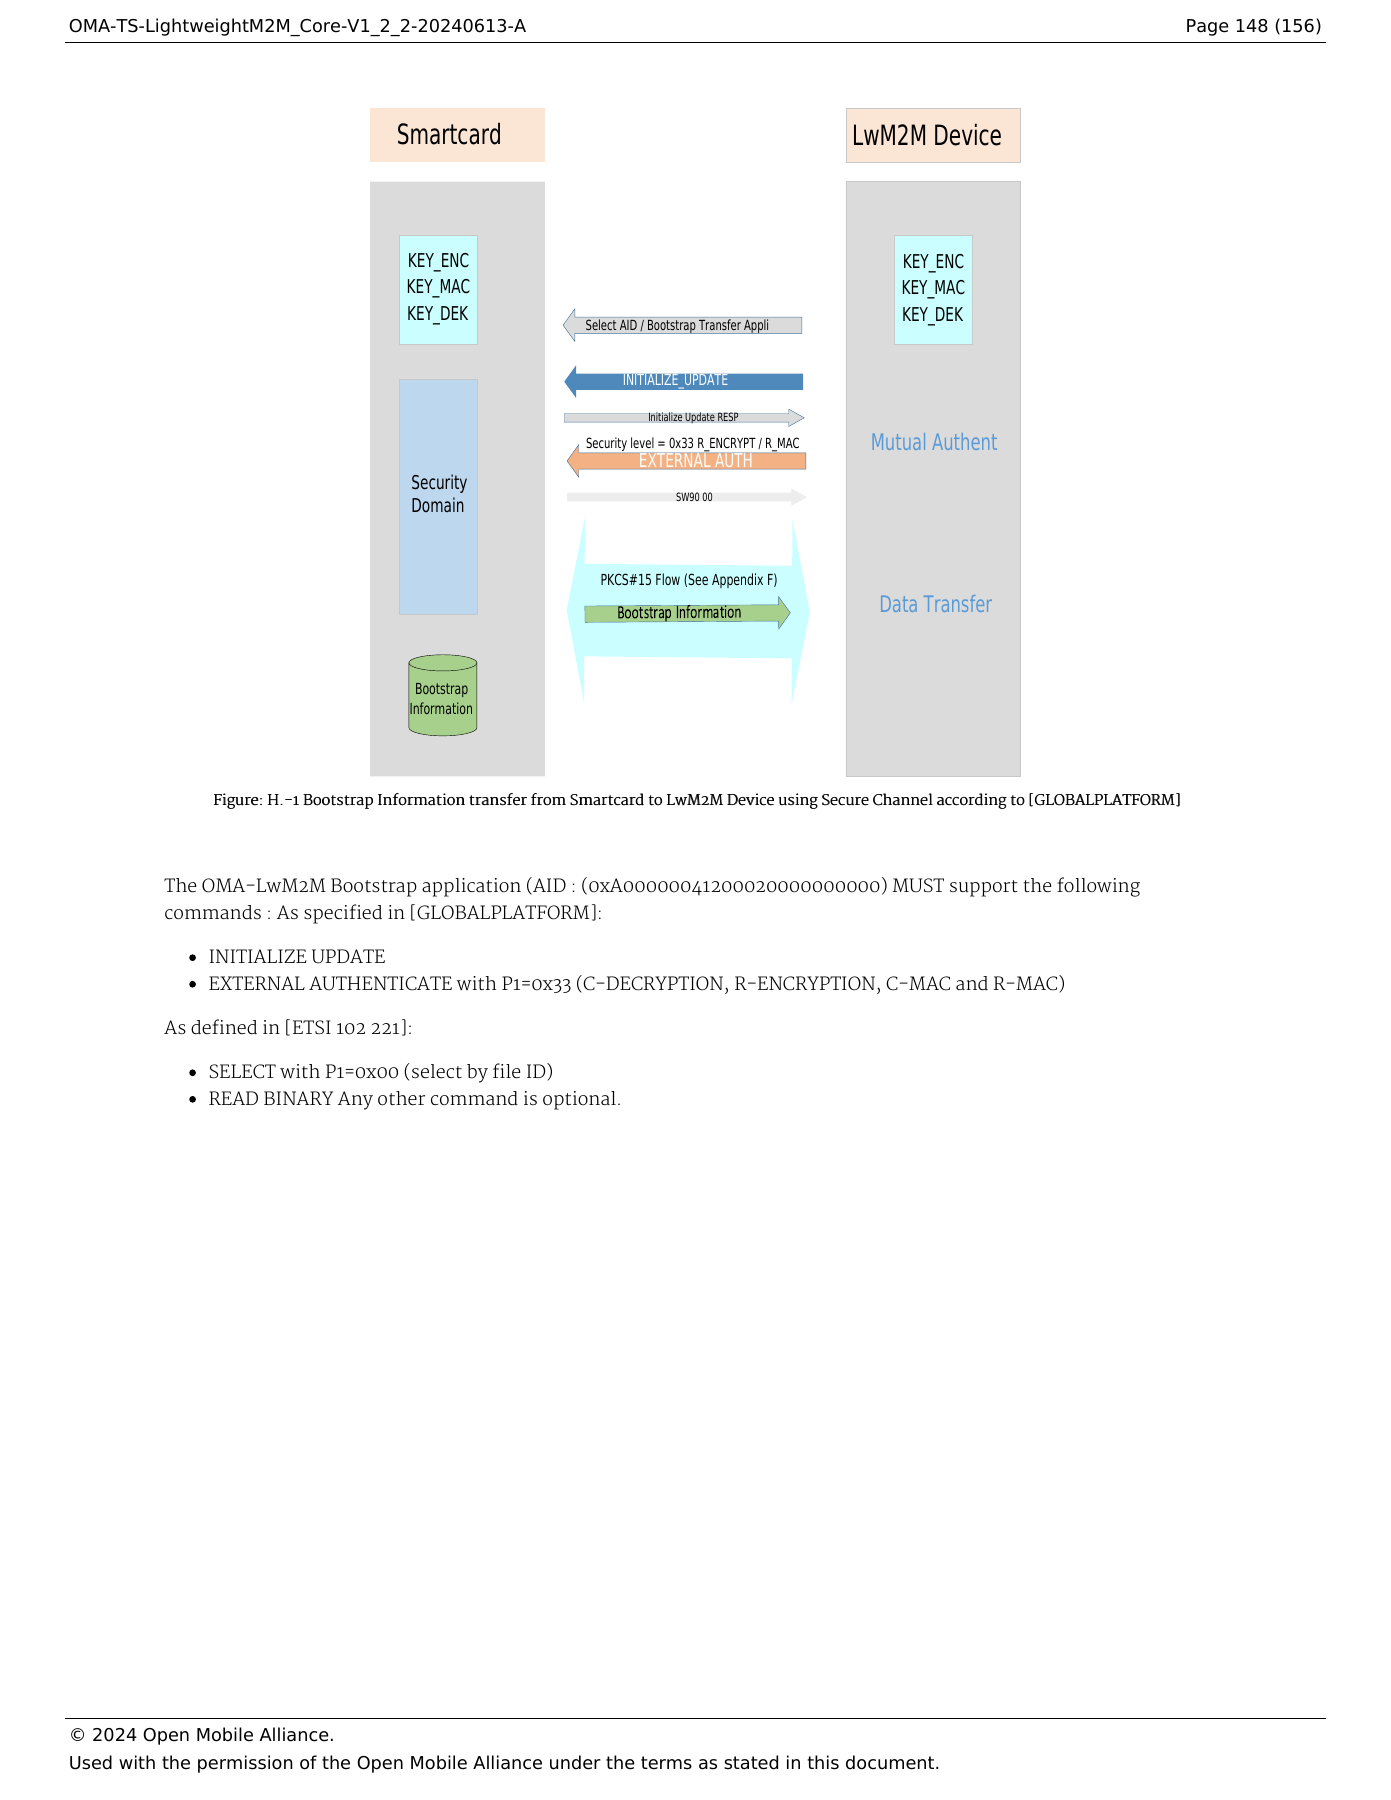 OMA-TS-LightweightM2M_Core-V1_2_2-20240613-A
Page 148 (156)
Smartcard
LwM2M Device
KEY_ENC
KEY_MAC
KEY_DEK
KEY_ENC
KEY_MAC
KEY_DEK
Select AID / Bootstrap Transfer Appli
INITIALIZE_UPDATE
Initialize Update RESP
Security level = 0x33 R_ENCRYPT / R_MAC
EXTERNAL AUTH
Mutual Authent
Security
Domain
SW90 00
PKCS#15 Flow (See Appendix F)
Bootstrap Information
Data Transfer
Bootstrap
Information
Figure: H.-1 Bootstrap Information transfer from Smartcard to LwM2M Device using Secure Channel according to [GLOBALPLATFORM]
The OMA-LwM2M Bootstrap application (AID : (0xA00000041200020000000000) MUST support the following
commands : As specified in [GLOBALPLATFORM]:
• INITIALIZE UPDATE
• EXTERNAL AUTHENTICATE with P1=0x33 (C-DECRYPTION, R-ENCRYPTION, C-MAC and R-MAC)
As defined in [ETSI 102 221]:
• SELECT with P1=0x00 (select by file ID)
• READ BINARY Any other command is optional.
© 2024 Open Mobile Alliance.
Used with the permission of the Open Mobile Alliance under the terms as stated in this document.